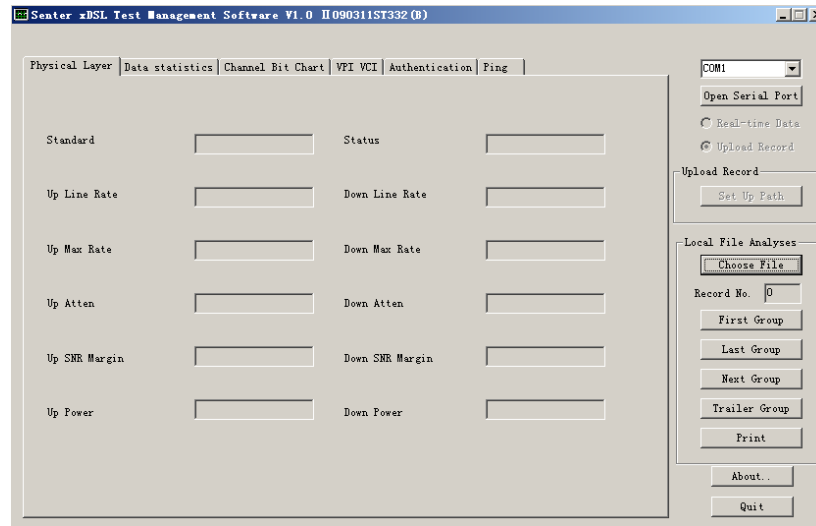 Senter xDSL Test Management Software V1.0 II090311ST332(B)
Physical Layer Data statistics Channel Bit Chart VPI VCI Authentication Ping
Standard Status
Up Line Rate Down Line Rate
Up Max Rate Down Max Rate
Up Atten Down Atten
Up SNR Margin Down SNR Margin
Up Power Down Power
COM1
Open Serial Port
Real-time Data
Upload Record
Upload Record
Set Up Path
Local File Analyses
Choose File
Record No. 0
First Group
Last Group
Next Group
Trailer Group
Print
About..
Quit